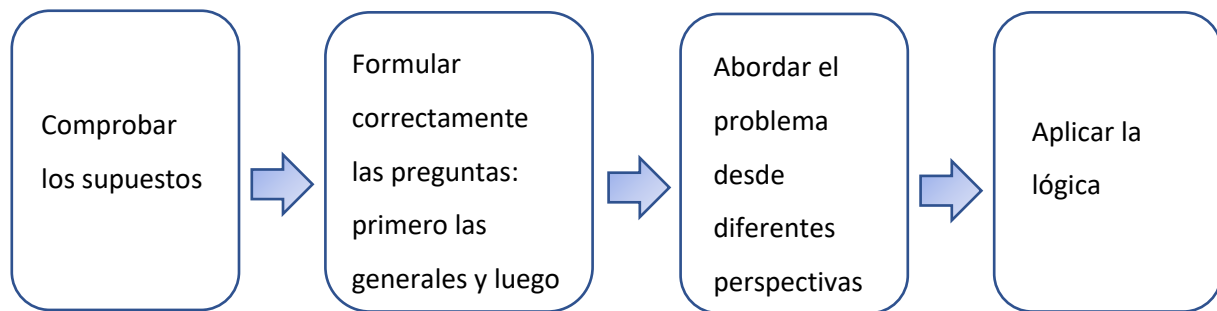 Comprobar
los supuestos
Formular
correctamente
las preguntas:
primero las
generales y luego
Abordar el
problema
desde
diferentes
perspectivas
Aplicar la
lógica